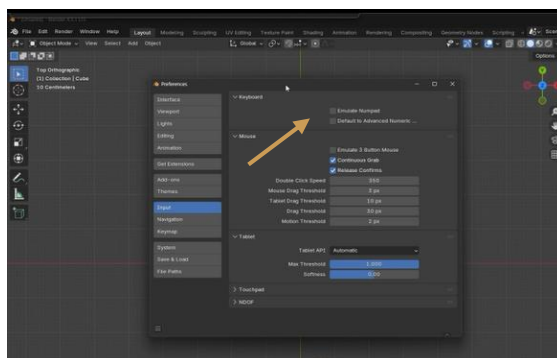 File Edit Render Window Help Layout Modeling Sculpting UV Editing Texture Paint Shading Animation Rendering Compositing Geometry Nodes Scripting
Object Mode View Select Add Object Global
Options
Top Orthographic
(1) Collection | Cube
10 Centimeters
Preferences
Interface
Viewport
Lights
Editing
Animation
Get Extensions
Add-ons
Themes
Input
Navigation
Keymap
System
Save & Load
File Paths
Keyboard
Emulate Numpad
Default to Advanced Numeric ...
Mouse
Emulate 3 Button Mouse
Continuous Grab
Release Confirms
Double Click Speed 350
Mouse Drag Threshold 3 px
Tablet Drag Threshold 10 px
Drag Threshold 30 px
Motion Threshold 2 px
Tablet
Tablet API Automatic
Max Threshold 1.000
Softness 0.00
Touchpad
NDOF